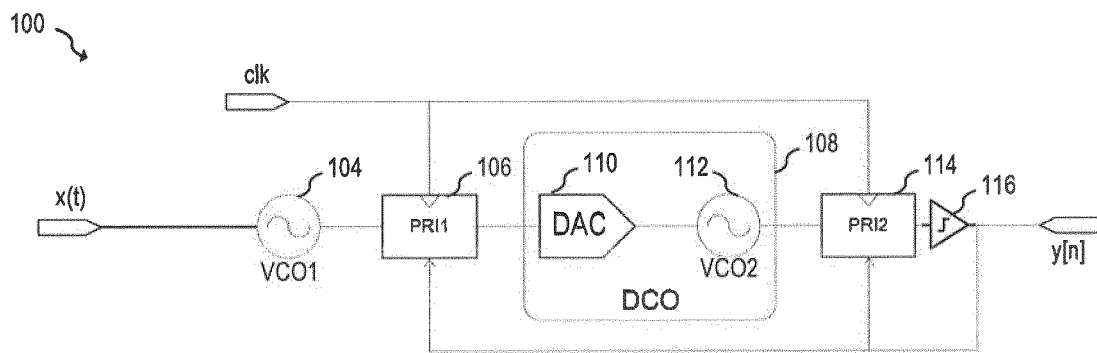 100
clk
x(t)
104
VCO1
106
PRI1
110
DAC
112
VCO2
DCO
108
114
PRI2
116
y[n]